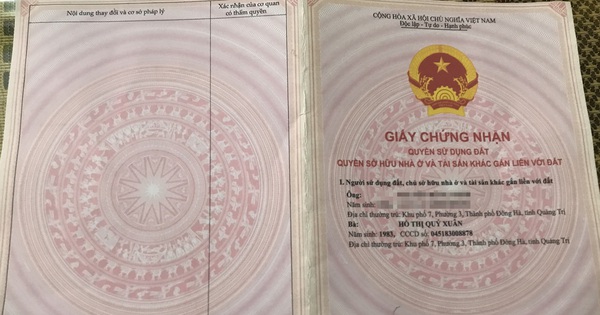 Nội dung thay đổi và cơ sở pháp lý
Xác nhận của cơ quan
có thẩm quyền
CỘNG HÒA XÃ HỘI CHỦ NGHĨA VIỆT NAM
Độc lập - Tự do - Hạnh phúc
GIẤY CHỨNG NHẬN
QUYỀN SỬ DỤNG ĐẤT
QUYỀN SỞ HỮU NHÀ Ở VÀ TÀI SẢN KHÁC GẮN LIỀN VỚI ĐẤT
I. Người sử dụng đất, chủ sở hữu nhà ở và tài sản khác gắn liền với đất
Ông:
Năm sinh:
Địa chỉ thường trú: Khu phố 7, Phường 3, Thành phố Đông Hà, tỉnh Quảng Trị
Bà: HỒ THỊ QUÝ XUÂN
Năm sinh: 1983, CCCD số: 045183008878
Địa chỉ thường trú: Khu phố 7, Phường 3, Thành phố Đông Hà, tỉnh Quảng Trị